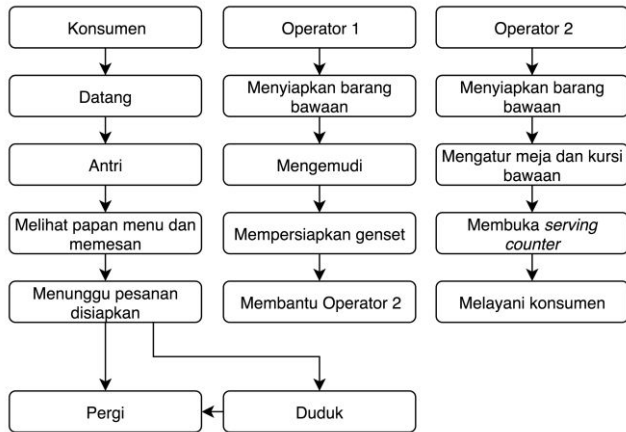 Konsumen
Datang
Antri
Melihat papan menu dan
memesan
Menunggu pesanan
disiapkan
Pergi
Duduk
Operator 1
Menyiapkan barang
bawaan
Mengemudi
Mempersiapkan genset
Membantu Operator 2
Operator 2
Menyiapkan barang
bawaan
Mengatur meja dan kursi
bawaan
Membuka serving
counter
Melayani konsumen